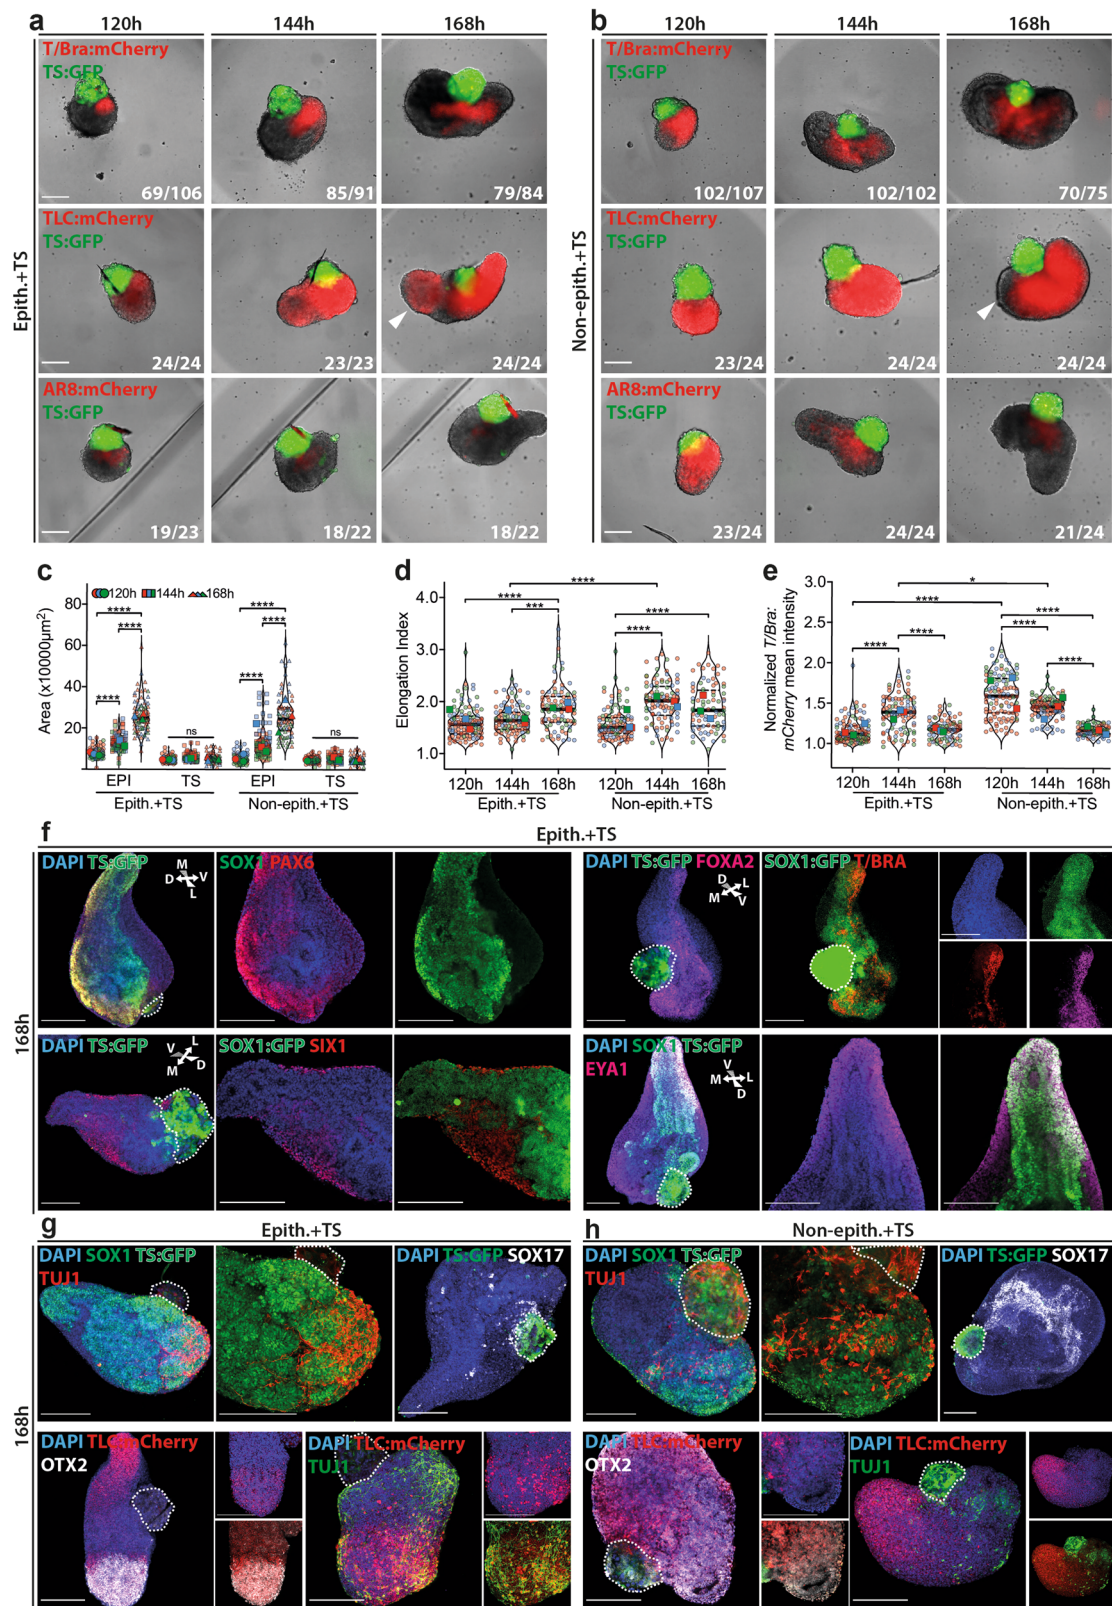 a
120h
144h
168h
Epith.+TS
T/Bra:mCherry
TS:GFP
69/106
85/91
79/84
TLC:mCherry
TS:GFP
24/24
23/23
24/24
AR8:mCherry
TS:GFP
19/23
18/22
18/22
b
120h
144h
168h
Non-epith.+TS
T/Bra:mCherry
TS:GFP
102/107
102/102
70/75
TLC:mCherry
TS:GFP
23/24
24/24
24/24
AR8:mCherry
TS:GFP
23/24
24/24
21/24
c
120h 144h 168h
Area (x10000µm²)
80
60
40
20
**** **** **** ns **** **** **** ns
EPI TS EPI TS
Epith.+TS Non-epith.+TS
d
Elongation Index
4.0
3.0
2.0
1.0
****
**** *** **** ****
120h 144h 168h 120h 144h 168h
Epith.+TS Non-epith.+TS
e
Normalized T/Bra:
mCherry mean intensity
3.0
2.5
2.0
1.5
1.0
*
**** ****
**** **** **** ****
120h 144h 168h 120h 144h 168h
Epith.+TS Non-epith.+TS
f
Epith.+TS
168h
DAPI TS:GFP
M
D V
L
SOX1 PAX6
DAPI TS:GFP FOXA2
D L
M V
SOX1:GFP T/BRA
DAPI TS:GFP
V L
M D
SOX1:GFP SIX1
DAPI SOX1 TS:GFP
EYA1
V
M L
D
g
Epith.+TS
168h
DAPI SOX1 TS:GFP
TUJ1
DAPI TS:GFP SOX17
DAPI TLC:mCherry
OTX2
DAPI TLC:mCherry
TUJ1
h
Non-epith.+TS
DAPI SOX1 TS:GFP
TUJ1
DAPI TS:GFP SOX17
DAPI TLC:mCherry
OTX2
DAPI TLC:mCherry
TUJ1